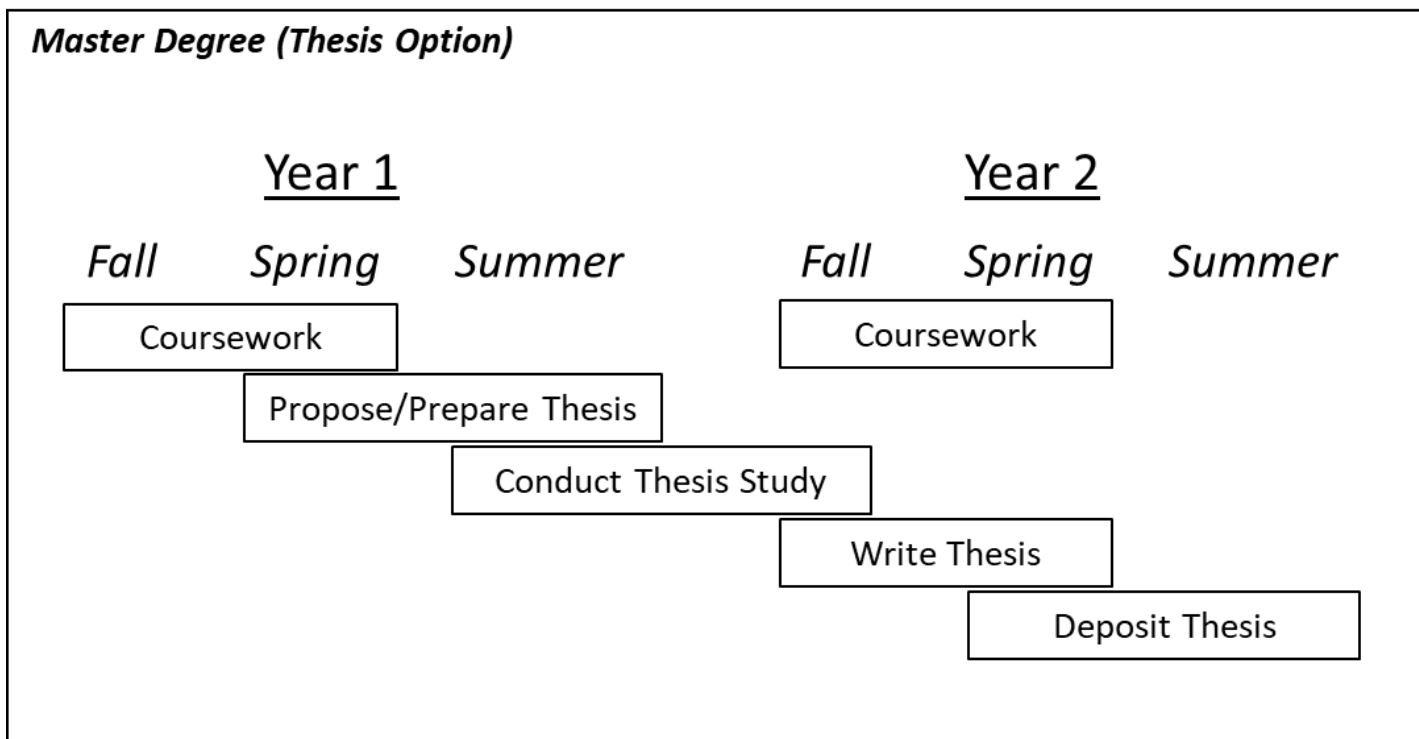 Master Degree (Thesis Option)
Year 1 Year 2
Fall Spring Summer Fall Spring Summer
Coursework Coursework
Propose/Prepare Thesis
Conduct Thesis Study
Write Thesis
Deposit Thesis